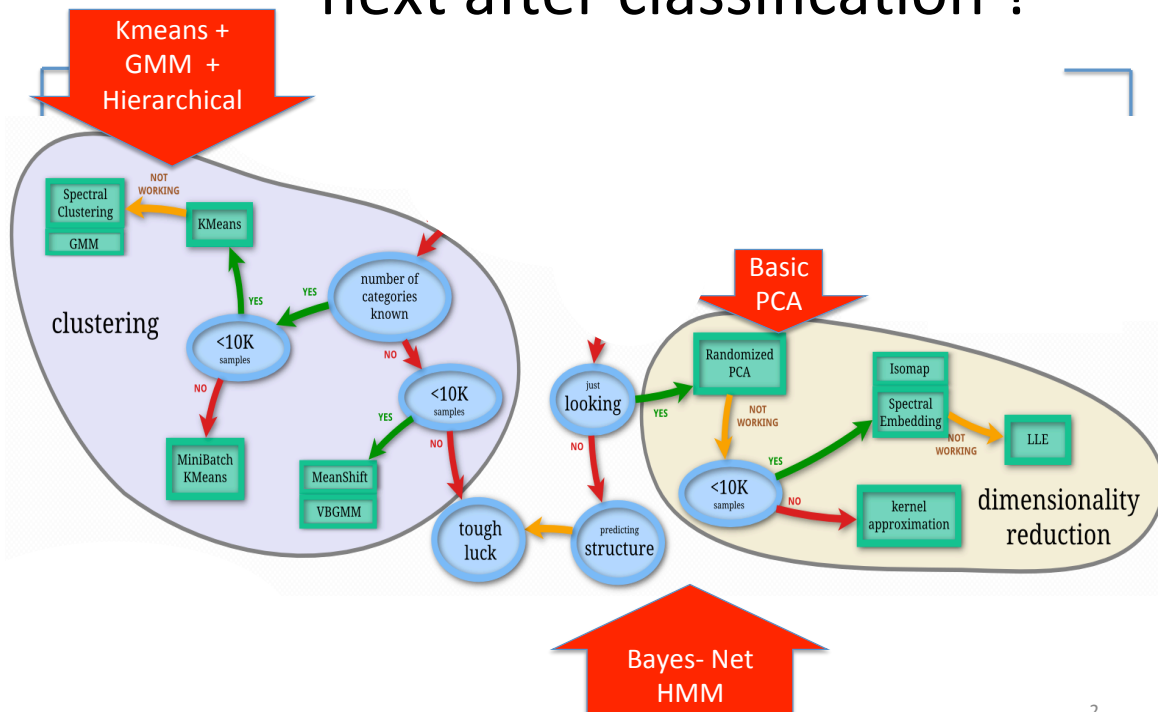 next after classification ?
Kmeans +
GMM +
Hierarchical
NOT
WORKING
Spectral
Clustering
GMM
KMeans
number of
categories
known
YES
YES
clustering
<10K
samples
NO
NO
<10K
samples
YES
NO
MiniBatch
KMeans
MeanShift
VBGMM
tough
luck
Basic
PCA
Randomized
PCA
just
looking
YES
NO
NOT
WORKING
Isomap
Spectral
Embedding
NOT
WORKING
LLE
YES
<10K
samples
NO
kernel
approximation
dimensionality
reduction
predicting
structure
Bayes- Net
HMM
2